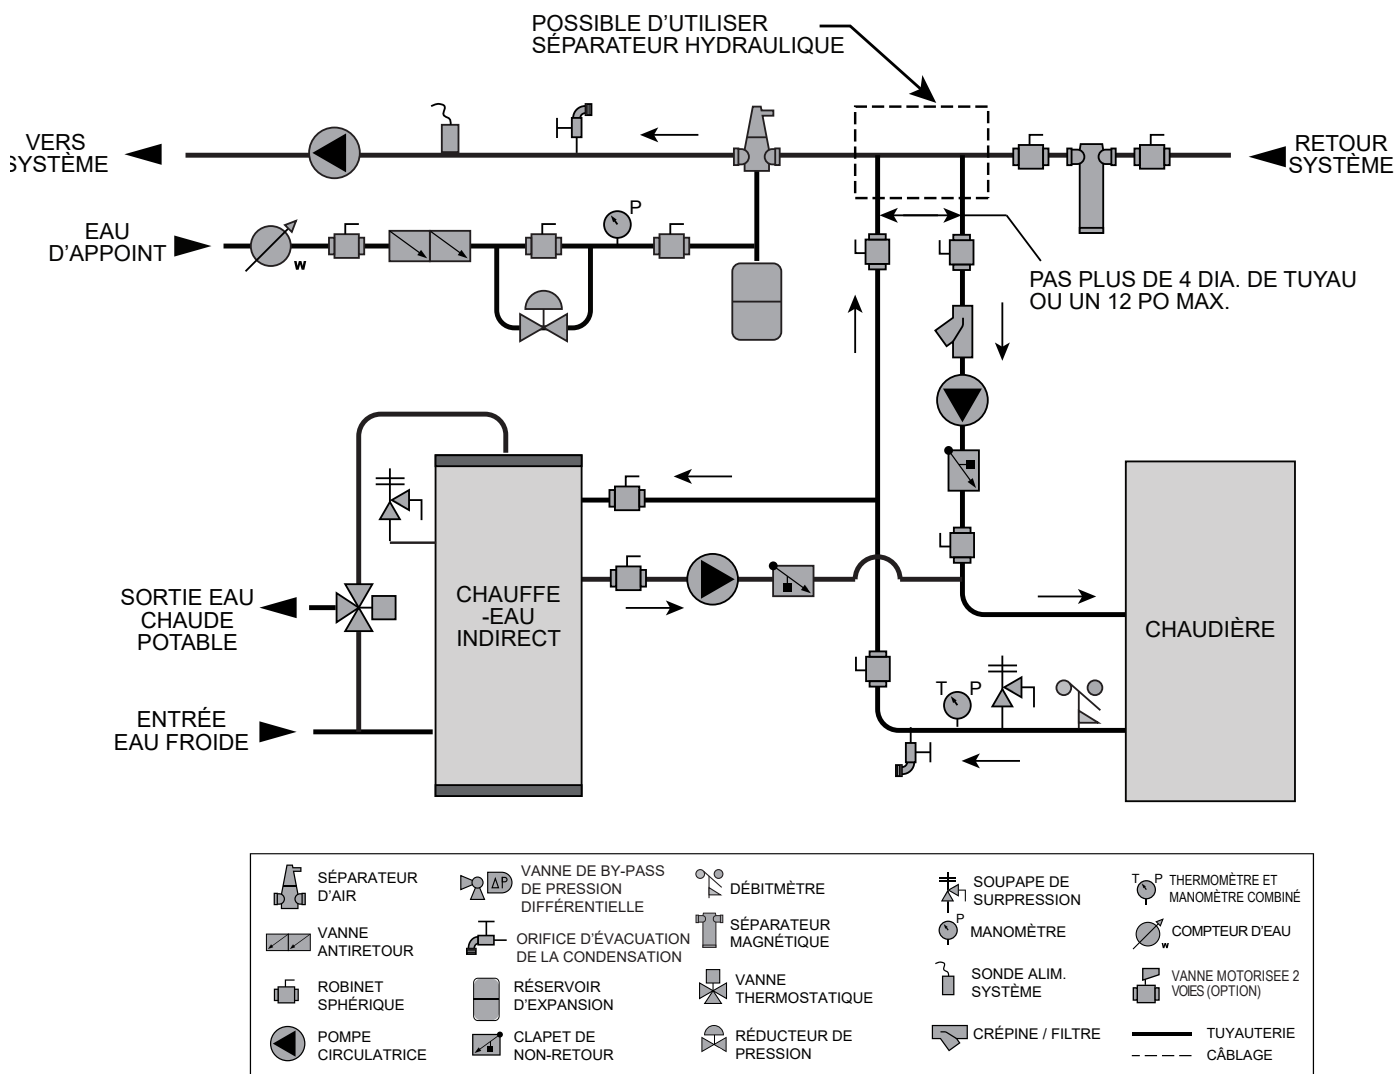 POSSIBLE D'UTILISER
SÉPARATEUR HYDRAULIQUE
VERS
SYSTÈME
RETOUR
SYSTÈME
EAU
D'APPOINT
W
P
PAS PLUS DE 4 DIA. DE TUYAU
OU UN 12 PO MAX.
SORTIE EAU
CHAUDE
POTABLE
CHAUFFE
-EAU
INDIRECT
CHAUDIÈRE
T P
ENTRÉE
EAU FROIDE
SÉPARATEUR
D'AIR
VANNE
ANTIRETOUR
ROBINET
SPHÉRIQUE
POMPE
CIRCULATRICE
ΔP
VANNE DE BY-PASS
DE PRESSION
DIFFÉRENTIELLE
ORIFICE D'ÉVACUATION
DE LA CONDENSATION
RÉSERVOIR
D'EXPANSION
CLAPET DE
NON-RETOUR
DÉBITMÈTRE
SÉPARATEUR
MAGNÉTIQUE
VANNE
THERMOSTATIQUE
RÉDUCTEUR DE
PRESSION
SOUPAPE DE
SURPRESSION
P
MANOMÈTRE
SONDE ALIM.
SYSTÈME
CRÉPINE / FILTRE
T P
THERMOMÈTRE ET
MANOMÈTRE COMBINÉ
W
COMPTEUR D'EAU
VANNE MOTORISEE 2
VOIES (OPTION)
TUYAUTERIE
CÂBLAGE